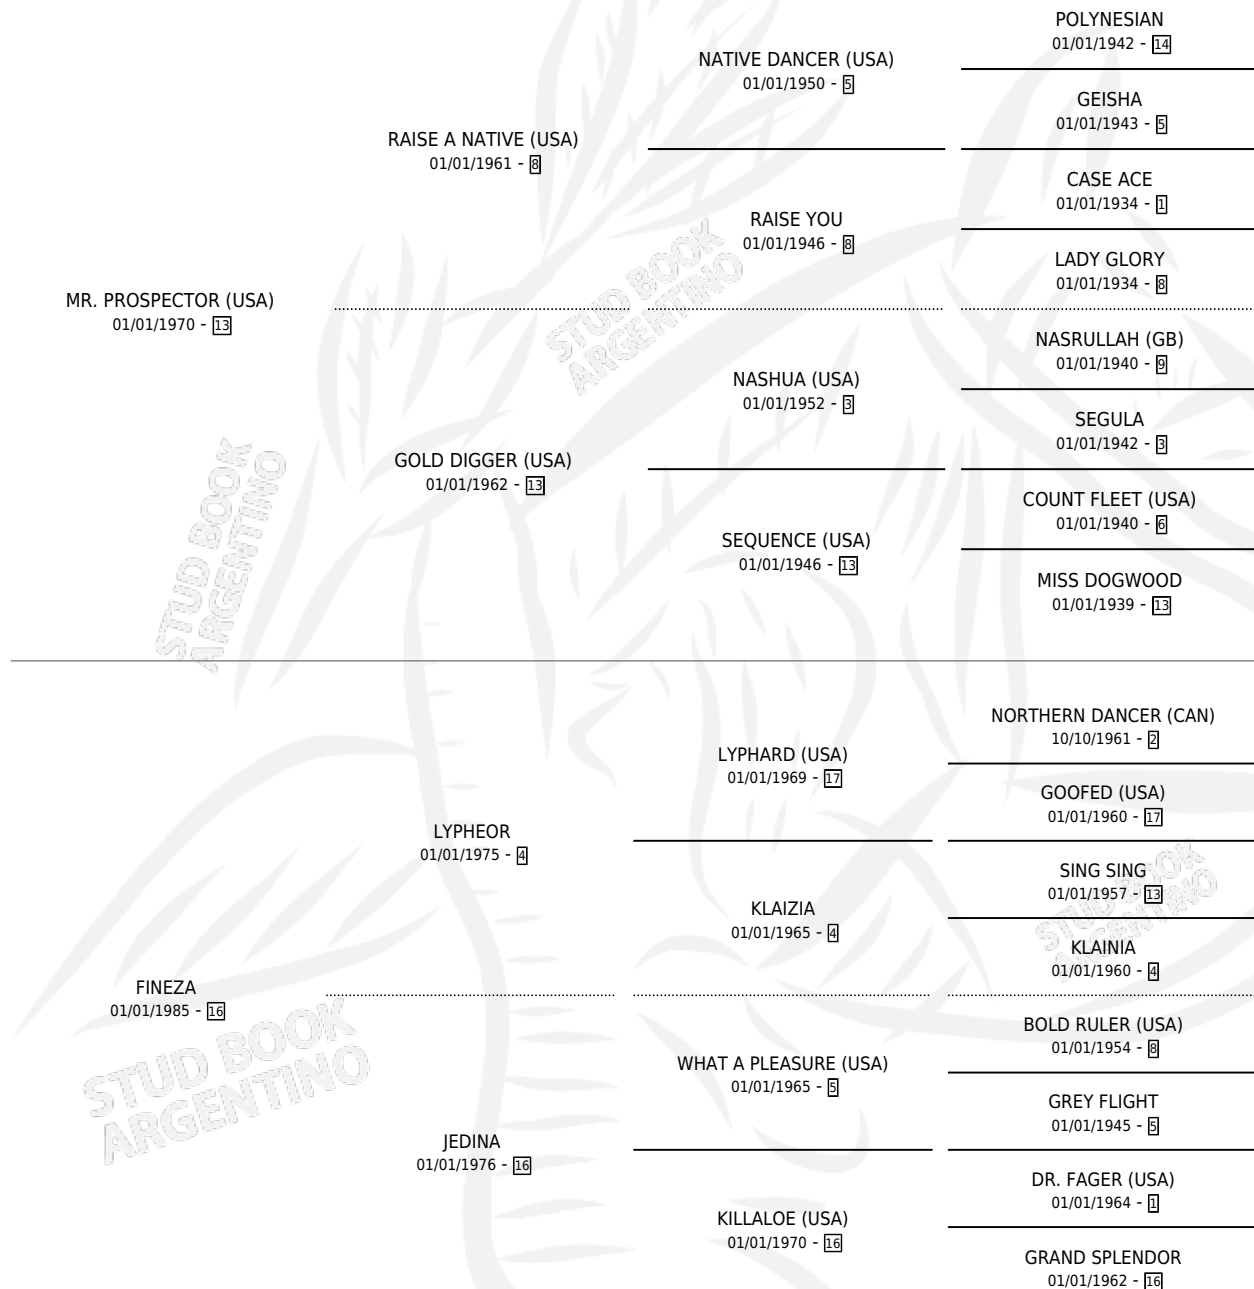 POLYNESIAN
01/01/1942 - 14
NATIVE DANCER (USA)
01/01/1950 - 5
GEISHA
01/01/1943 - 5
RAISE A NATIVE (USA)
01/01/1961 - 8
CASE ACE
01/01/1934 - 1
RAISE YOU
01/01/1946 - 8
LADY GLORY
01/01/1934 - 8
MR. PROSPECTOR (USA)
01/01/1970 - 13
NASRULLAH (GB)
01/01/1940 - 9
NASHUA (USA)
01/01/1952 - 3
SEGULA
01/01/1942 - 3
GOLD DIGGER (USA)
01/01/1962 - 13
COUNT FLEET (USA)
01/01/1940 - 6
SEQUENCE (USA)
01/01/1946 - 13
MISS DOGWOOD
01/01/1939 - 13
NORTHERN DANCER (CAN)
10/10/1961 - 2
LYPHARD (USA)
01/01/1969 - 17
GOOFED (USA)
01/01/1960 - 17
LYPHEOR
01/01/1975 - 4
SING SING
01/01/1957 - 13
KLAIZIA
01/01/1965 - 4
KLAINIA
01/01/1960 - 4
FINEZA
01/01/1985 - 16
BOLD RULER (USA)
01/01/1954 - 8
WHAT A PLEASURE (USA)
01/01/1965 - 5
GREY FLIGHT
01/01/1945 - 5
JEDINA
01/01/1976 - 16
DR. FAGER (USA)
01/01/1964 - 1
KILLALOE (USA)
01/01/1970 - 16
GRAND SPLENDOR
01/01/1962 - 16
STUD BOOK
ARGENTINO
STUD BOOK
ARGENTINO
STUD BOOK
ARGENTINO
STUD BOOK
ARGENTINO